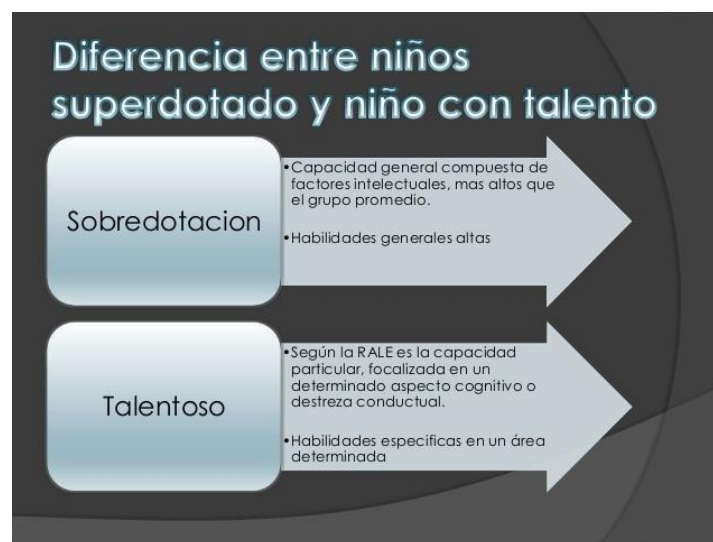 Diferencia entre niños
superdotado y niño con talento
Sobredotacion
•Capacidad general compuesta de
factores intelectuales, mas altos que
el grupo promedio.
•Habilidades generales altas
Talentoso
•Según la RALE es la capacidad
particular, focalizada en un
determinado aspecto cognitivo o
destreza conductual.
•Habilidades especificas en un área
determinada